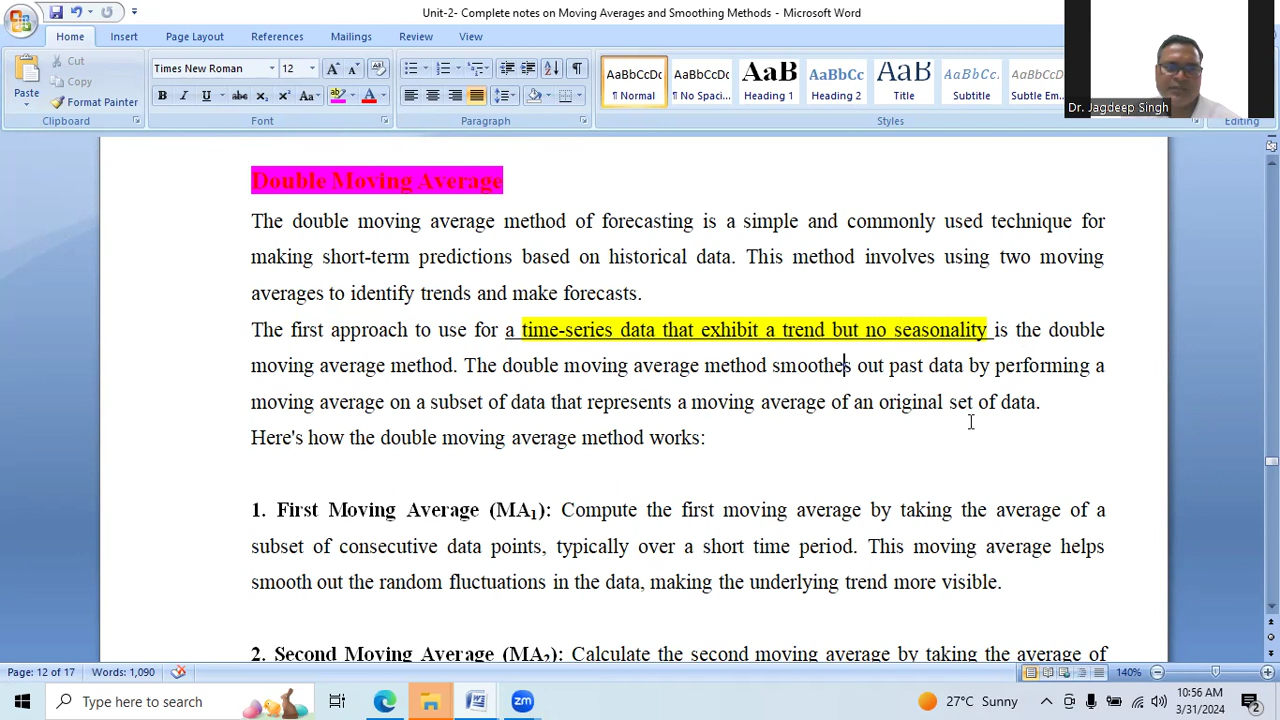 Unit-2- Complete notes on Moving Averages and Smoothing Methods - Microsoft Word
Home Insert Page Layout References Mailings Review View
Paste
Cut
Copy
Format Painter
Clipboard
Times New Roman 12
Font
Paragraph
AaBbCcDc AaBbCcDc AaB AaBbCc AaB AaBbCc. AaBbCcDc
¶ Normal ¶ No Spaci... Heading 1 Heading 2 Title Subtitle Subtle Em...
Styles
Editing
Dr. Jagdeep Singh
Double Moving Average
The double moving average method of forecasting is a simple and commonly used technique for
making short-term predictions based on historical data. This method involves using two moving
averages to identify trends and make forecasts.
The first approach to use for a time-series data that exhibit a trend but no seasonality is the double
moving average method. The double moving average method smoothes out past data by performing a
moving average on a subset of data that represents a moving average of an original set of data.
Here's how the double moving average method works:
1. First Moving Average (MA₁): Compute the first moving average by taking the average of a
subset of consecutive data points, typically over a short time period. This moving average helps
smooth out the random fluctuations in the data, making the underlying trend more visible.
2. Second Moving Average (MA₂): Calculate the second moving average by taking the average of
Page: 12 of 17 Words: 1,090 140%
Type here to search
27°C Sunny
10:56 AM
3/31/2024
2